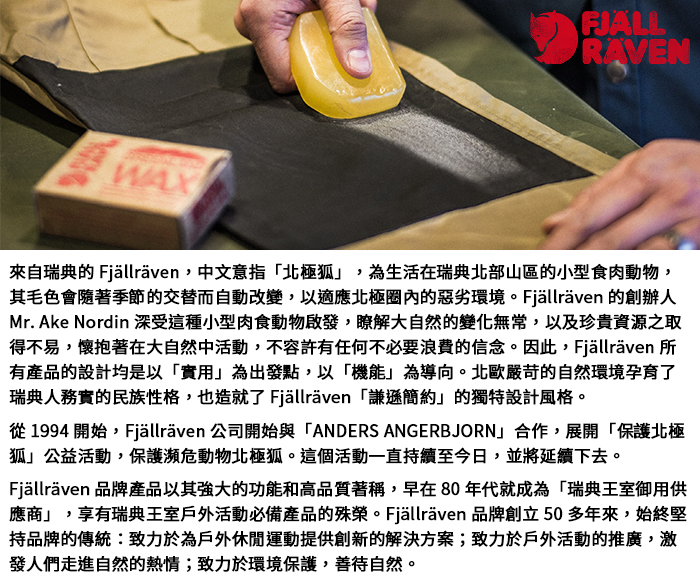 FJÄLL
RÄVEN
WAX
來自瑞典的 Fjällräven，中文意指「北極狐」，為生活在瑞典北部山區的小型食肉動物，
其毛色會隨著季節的交替而自動改變，以適應北極圈內的惡劣環境。Fjällräven 的創辦人
Mr. Ake Nordin 深受這種小型肉食動物啟發，瞭解大自然的變化無常，以及珍貴資源之取
得不易，懷抱著在大自然中活動，不容許有任何不必要浪費的信念。因此，Fjällräven 所
有產品的設計均是以「實用」為出發點，以「機能」為導向。北歐嚴苛的自然環境孕育了
瑞典人務實的民族性格，也造就了 Fjällräven「謙遜簡約」的獨特設計風格。
從 1994 開始，Fjällräven 公司開始與「ANDERS ANGERBJORN」合作，展開「保護北極
狐」公益活動，保護瀕危動物北極狐。這個活動一直持續至今日，並將延續下去。
Fjällräven 品牌產品以其強大的功能和高品質著稱，早在 80 年代就成為「瑞典王室御用供
應商」，享有瑞典王室戶外活動必備產品的殊榮。Fjällräven 品牌創立 50 多年來，始終堅
持品牌的傳統：致力於為戶外休閒運動提供創新的解決方案；致力於戶外活動的推廣，激
發人們走進自然的熱情；致力於環境保護，善待自然。